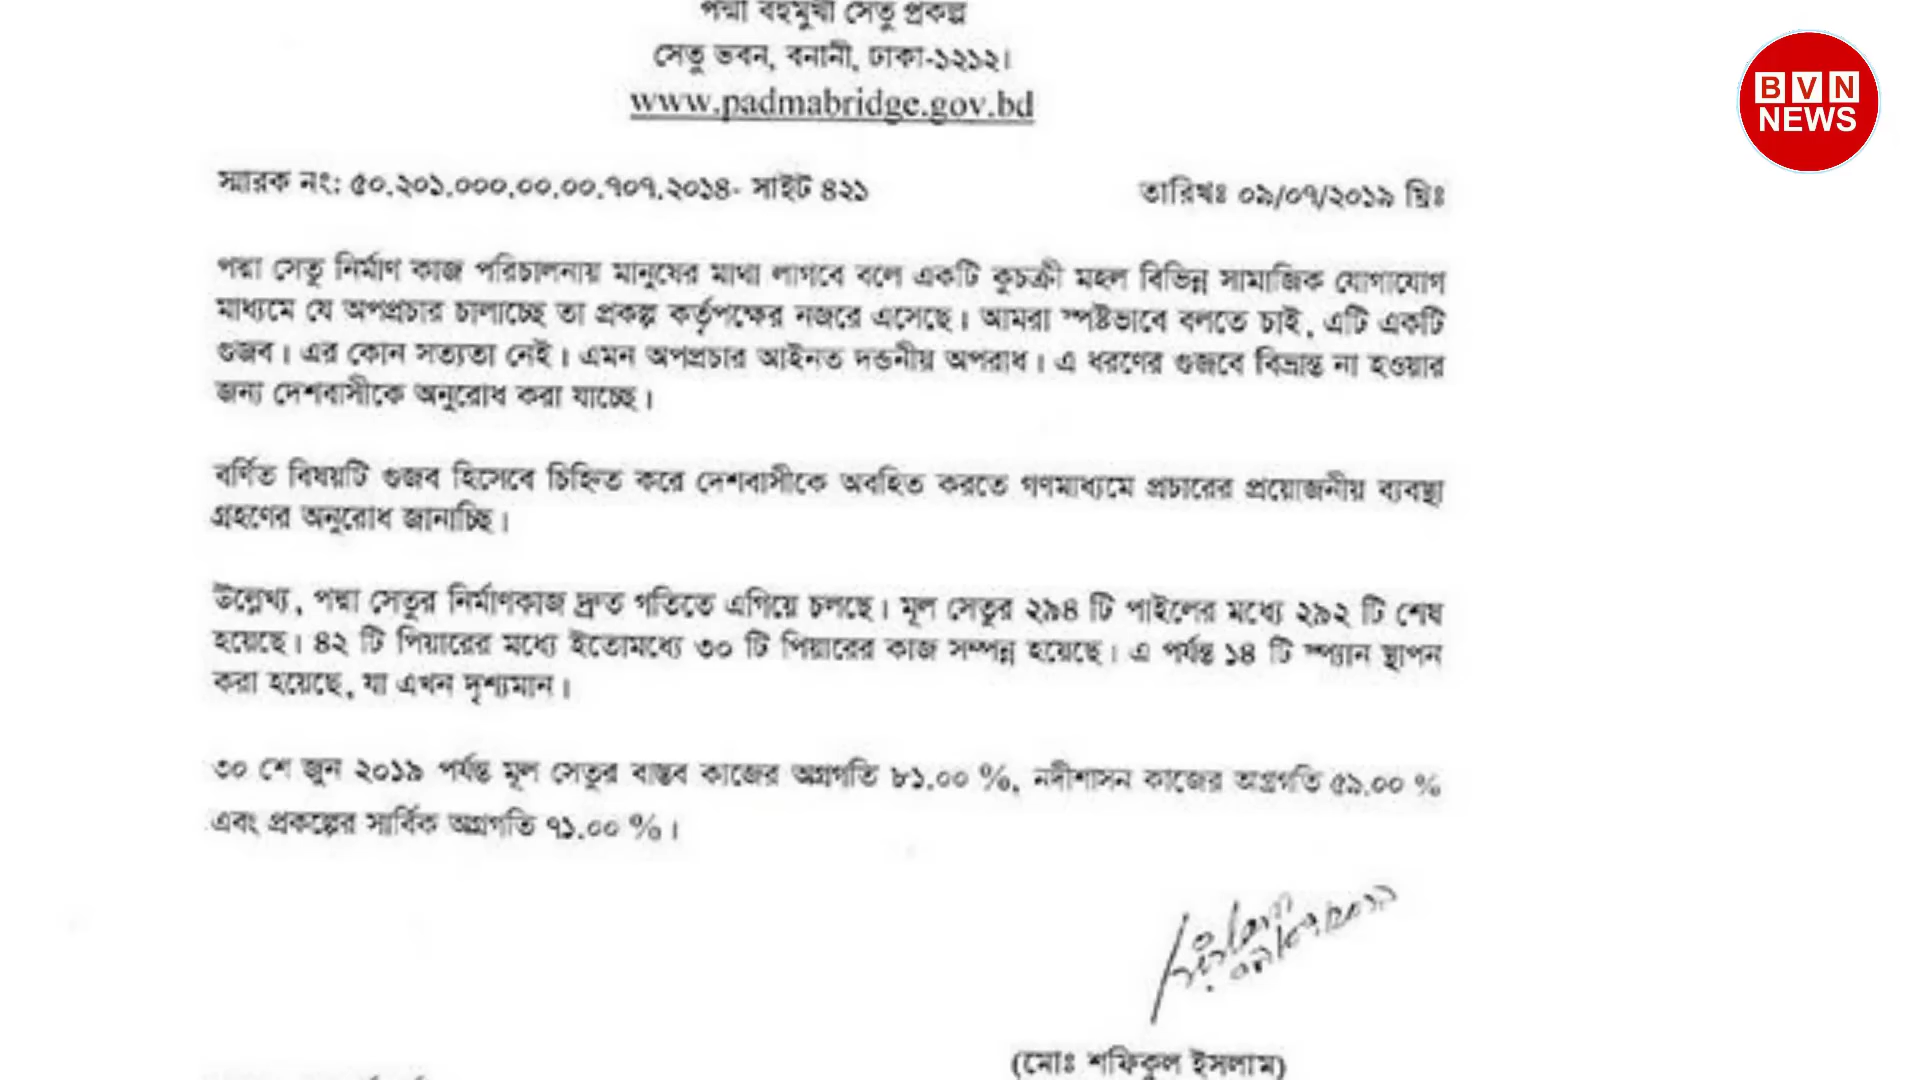 পদ্মা বহুমুখী সেতু প্রকল্প
সেতু ভবন, বনানী, ঢাকা-১২১২।
www.padmabridge.gov.bd
BVN
NEWS
স্মারক নং: ৫০.২০১.০০০.০০.০০.৭০৭.২০১৪- সাইট ৪২১
তারিখঃ ০৯/০৭/২০১৯ খ্রিঃ
পদ্মা সেতু নির্মাণ কাজ পরিচালনায় মানুষের মাথা লাগবে বলে একটি কুচক্রী মহল বিভিন্ন সামাজিক যোগাযোগ
মাধ্যমে যে অপপ্রচার চালাচ্ছে তা প্রকল্প কর্তৃপক্ষের নজরে এসেছে। আমরা স্পষ্টভাবে বলতে চাই, এটি একটি
গুজব। এর কোন সত্যতা নেই। এমন অপপ্রচার আইনত দন্ডনীয় অপরাধ। এ ধরণের গুজবে বিভ্রান্ত না হওয়ার
জন্য দেশবাসীকে অনুরোধ করা যাচ্ছে।
বর্ণিত বিষয়টি গুজব হিসেবে চিহ্নিত করে দেশবাসীকে অবহিত করতে গণমাধ্যমে প্রচারের প্রয়োজনীয় ব্যবস্থা
গ্রহণের অনুরোধ জানাচ্ছি।
উল্লেখ্য, পদ্মা সেতুর নির্মাণকাজ দ্রুত গতিতে এগিয়ে চলছে। মূল সেতুর ২৯৪ টি পাইলের মধ্যে ২৯২ টি শেষ
হয়েছে। ৪২ টি পিয়ারের মধ্যে ইতোমধ্যে ৩০ টি পিয়ারের কাজ সম্পন্ন হয়েছে। এ পর্যন্ত ১৪ টি স্প্যান স্থাপন
করা হয়েছে, যা এখন দৃশ্যমান।
৩০ শে জুন ২০১৯ পর্যন্ত মূল সেতুর বাস্তব কাজের অগ্রগতি ৮১.০০ %, নদীশাসন কাজের অগ্রগতি ৫৯.০০ %
এবং প্রকল্পের সার্বিক অগ্রগতি ৭১.০০ %।
(মোঃ শফিকুল ইসলাম)